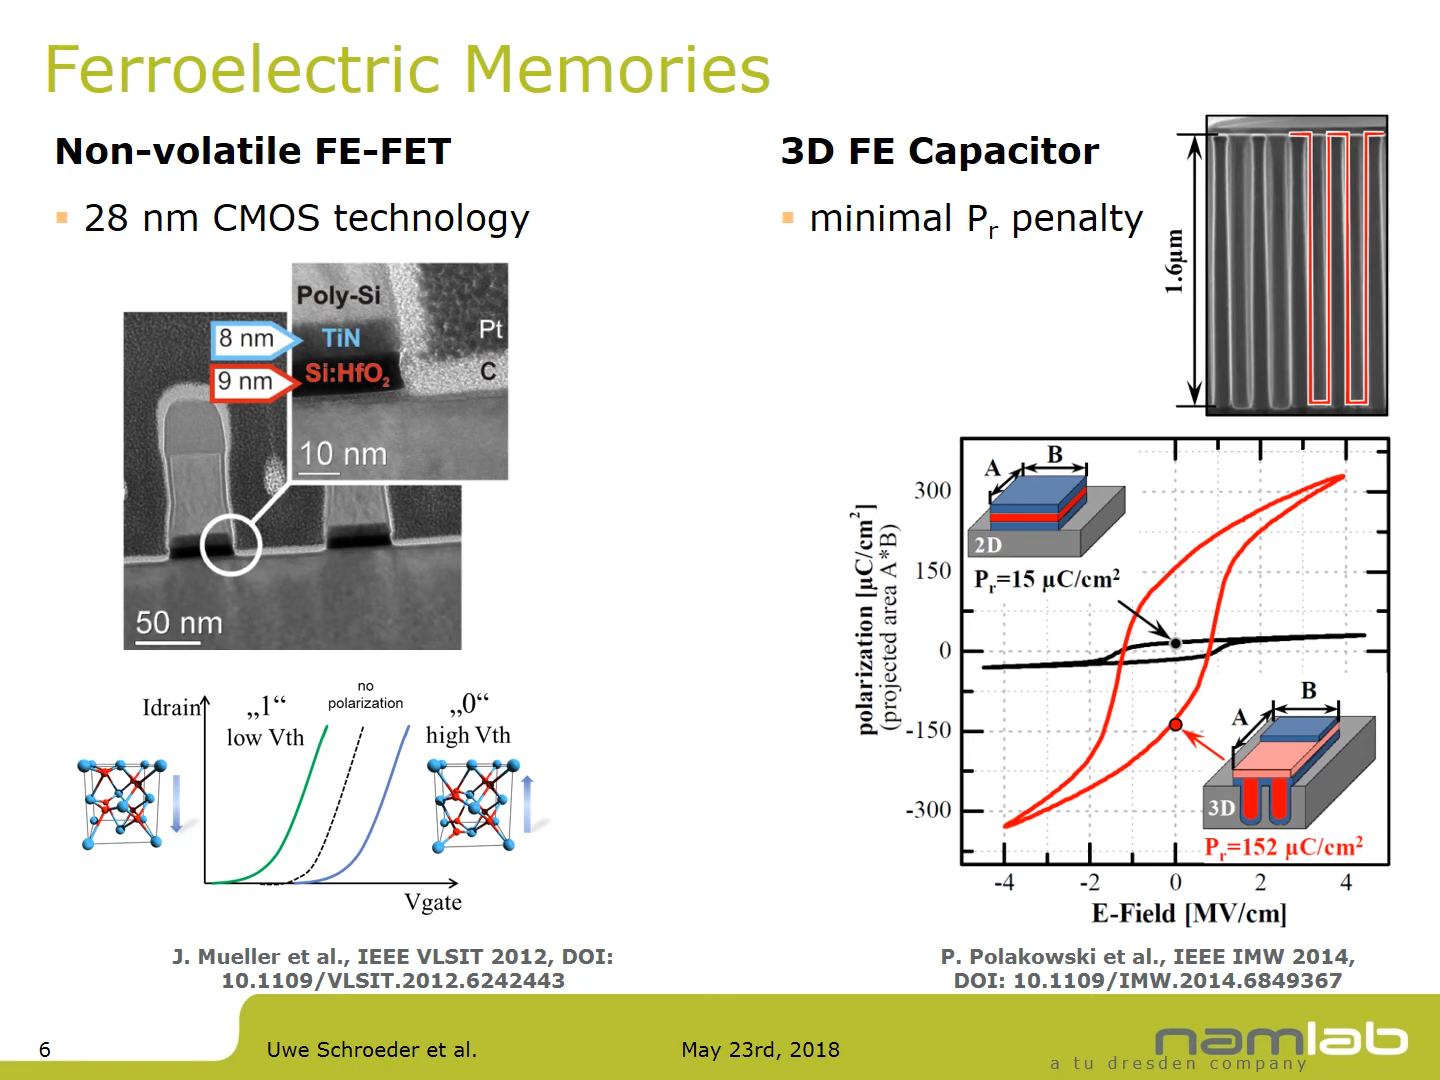 Ferroelectric Memories
Non-volatile FE-FET
▪ 28 nm CMOS technology
Poly-Si
8 nm
TiN
Pt
9 nm
Si:HfO₂
C
10 nm
50 nm
Idrain
„1“
low Vth
no
polarization
„0“
high Vth
Vgate
J. Mueller et al., IEEE VLSIT 2012, DOI:
10.1109/VLSIT.2012.6242443
3D FE Capacitor
▪ minimal Pr penalty
1.6µm
polarization [µC/cm²]
(projected area A*B)
300
150
0
-150
-300
A
B
2D
Pr=15 µC/cm²
A
B
3D
Pr=152 µC/cm²
-4 -2 0 2 4
E-Field [MV/cm]
P. Polakowski et al., IEEE IMW 2014,
DOI: 10.1109/IMW.2014.6849367
6
Uwe Schroeder et al.
May 23rd, 2018
namlab
a tu dresden company